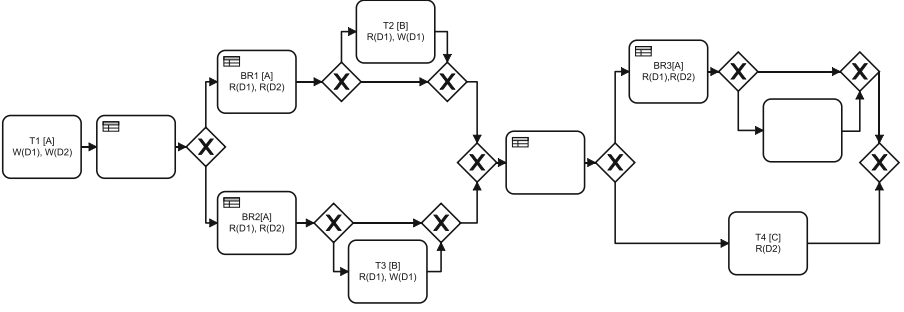 T1 [A]
W(D1), W(D2)
X
BR1 [A]
R(D1), R(D2)
X
T2 [B]
R(D1), W(D1)
X
BR2[A]
R(D1), R(D2)
X
T3 [B]
R(D1), W(D1)
X
X
X
BR3[A]
R(D1),R(D2)
X
X
T4 [C]
R(D2)
X